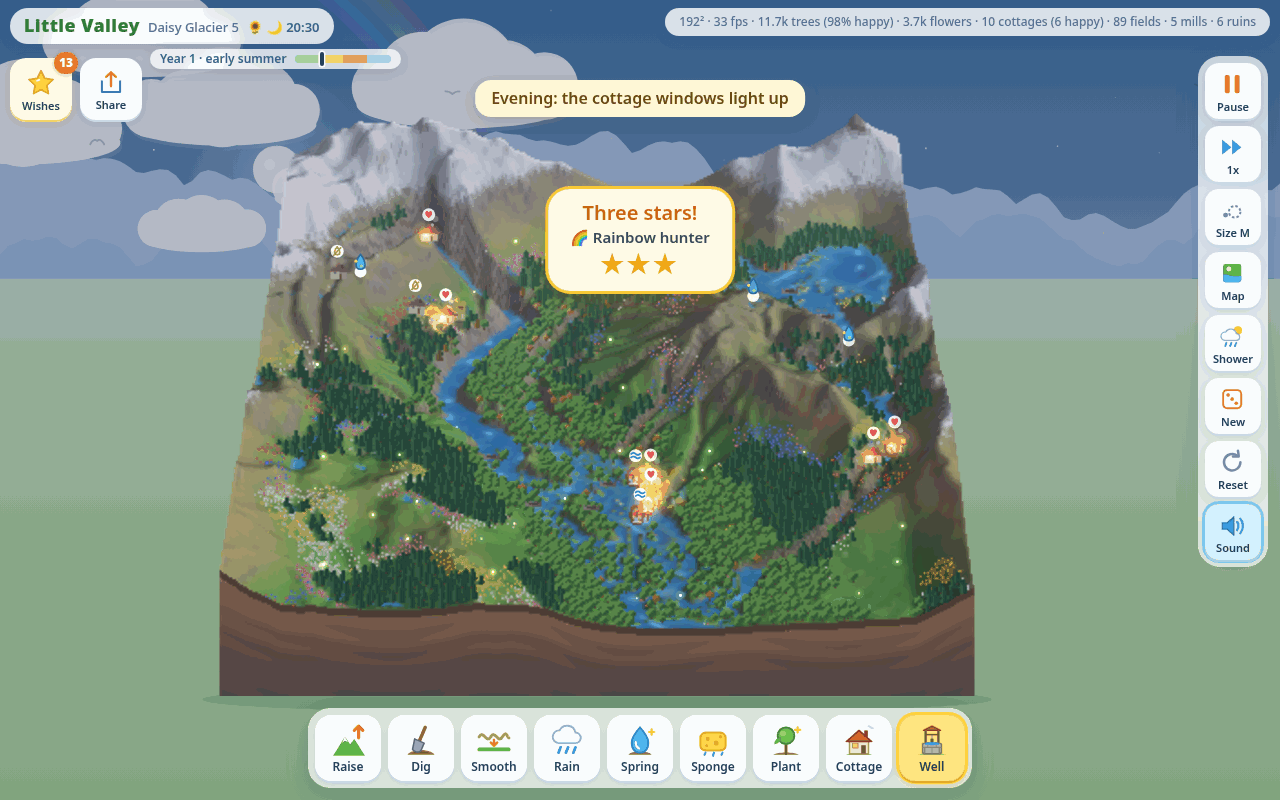 Little Valley Daisy Glacier 5 20:30
192² · 33 fps · 11.7k trees (98% happy) · 3.7k flowers · 10 cottages (6 happy) · 89 fields · 5 mills · 6 ruins
Year 1 · early summer
13
Wishes
Share
Evening: the cottage windows light up
Three stars!
Rainbow hunter
Pause
1x
Size M
Map
Shower
New
Reset
Sound
Raise
Dig
Smooth
Rain
Spring
Sponge
Plant
Cottage
Well